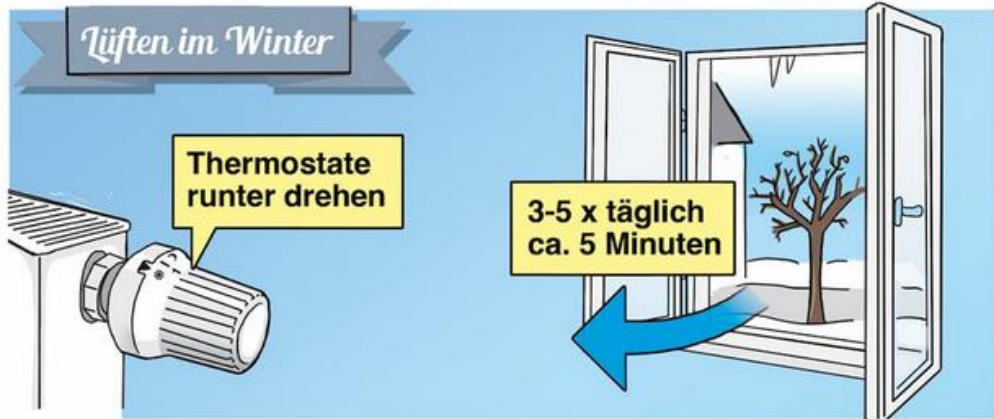 Lüften im Winter
Thermostate
runter drehen
3-5 x täglich
ca. 5 Minuten